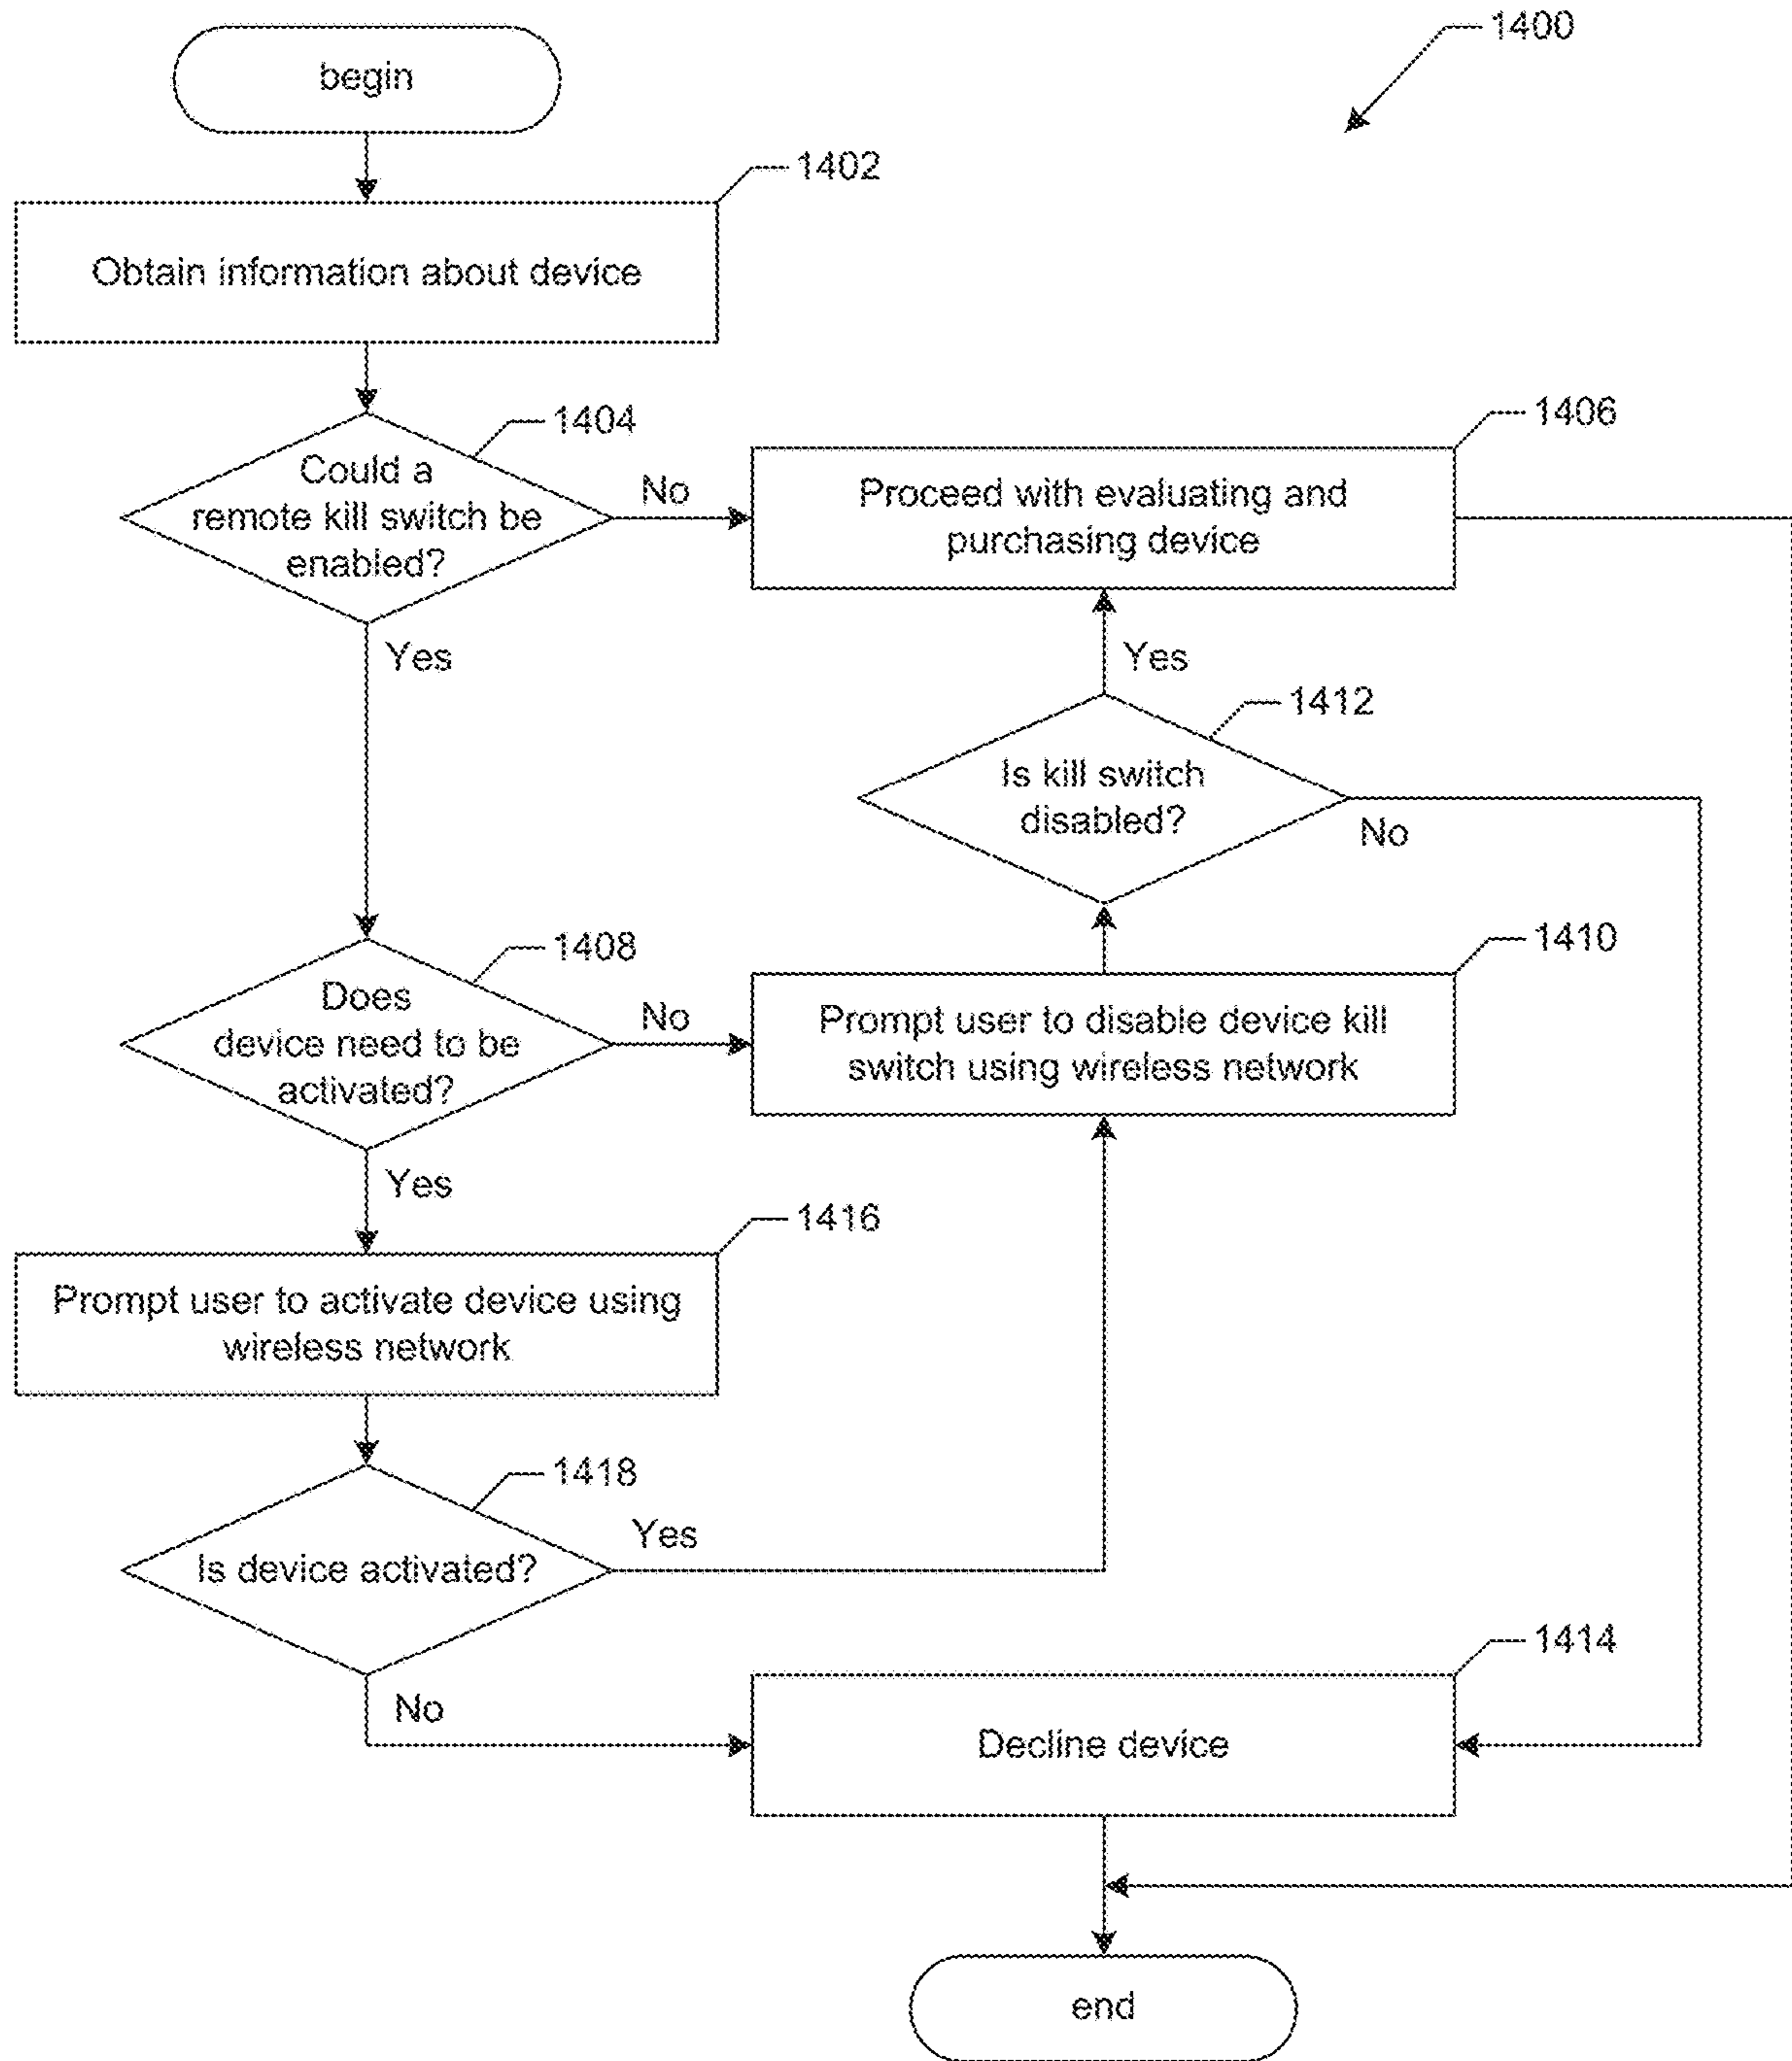 1400
begin
1402
Obtain information about device
1404
Could a
remote kill switch be
enabled?
No
Yes
1406
Proceed with evaluating and
purchasing device
Yes
1412
Is kill switch
disabled?
No
1408
Does
device need to be
activated?
No
Yes
1410
Prompt user to disable device kill
switch using wireless network
1416
Prompt user to activate device using
wireless network
1418
Is device activated?
Yes
No
1414
Decline device
end